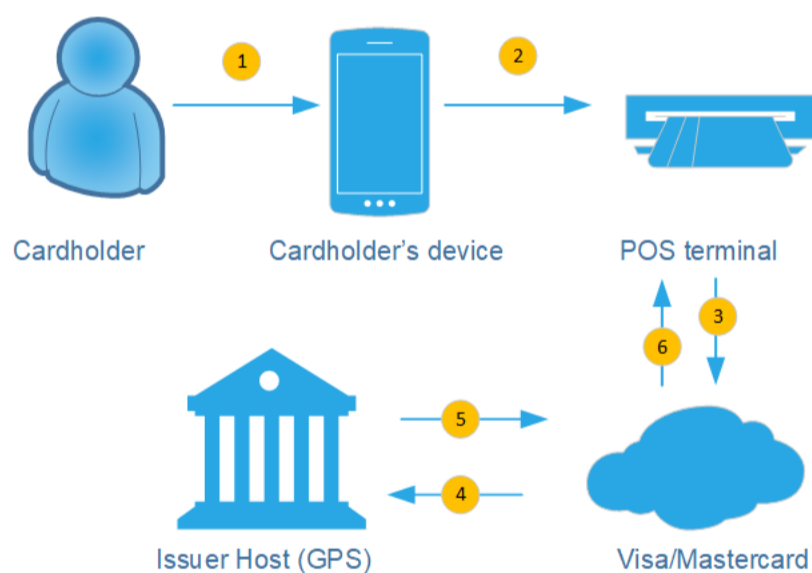 1
2
Cardholder
Cardholder's device
POS terminal
6
3
5
4
Issuer Host (GPS)
Visa/Mastercard